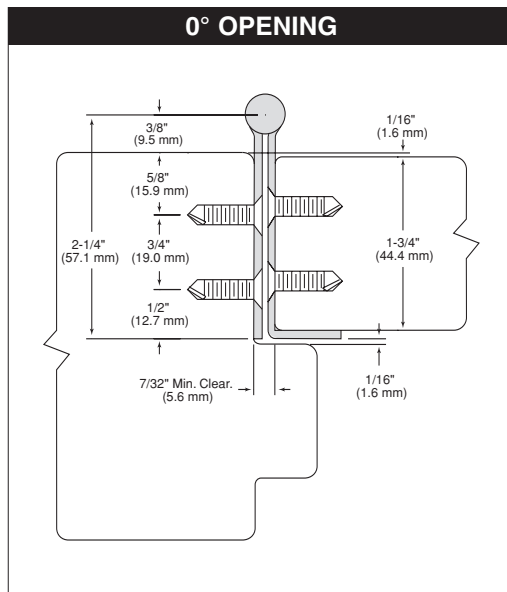 0° OPENING
3/8"
(9.5 mm)
1/16"
(1.6 mm)
5/8"
(15.9 mm)
2-1/4"
(57.1 mm)
3/4"
(19.0 mm)
1-3/4"
(44.4 mm)
1/2"
(12.7 mm)
7/32" Min. Clear.
(5.6 mm)
1/16"
(1.6 mm)